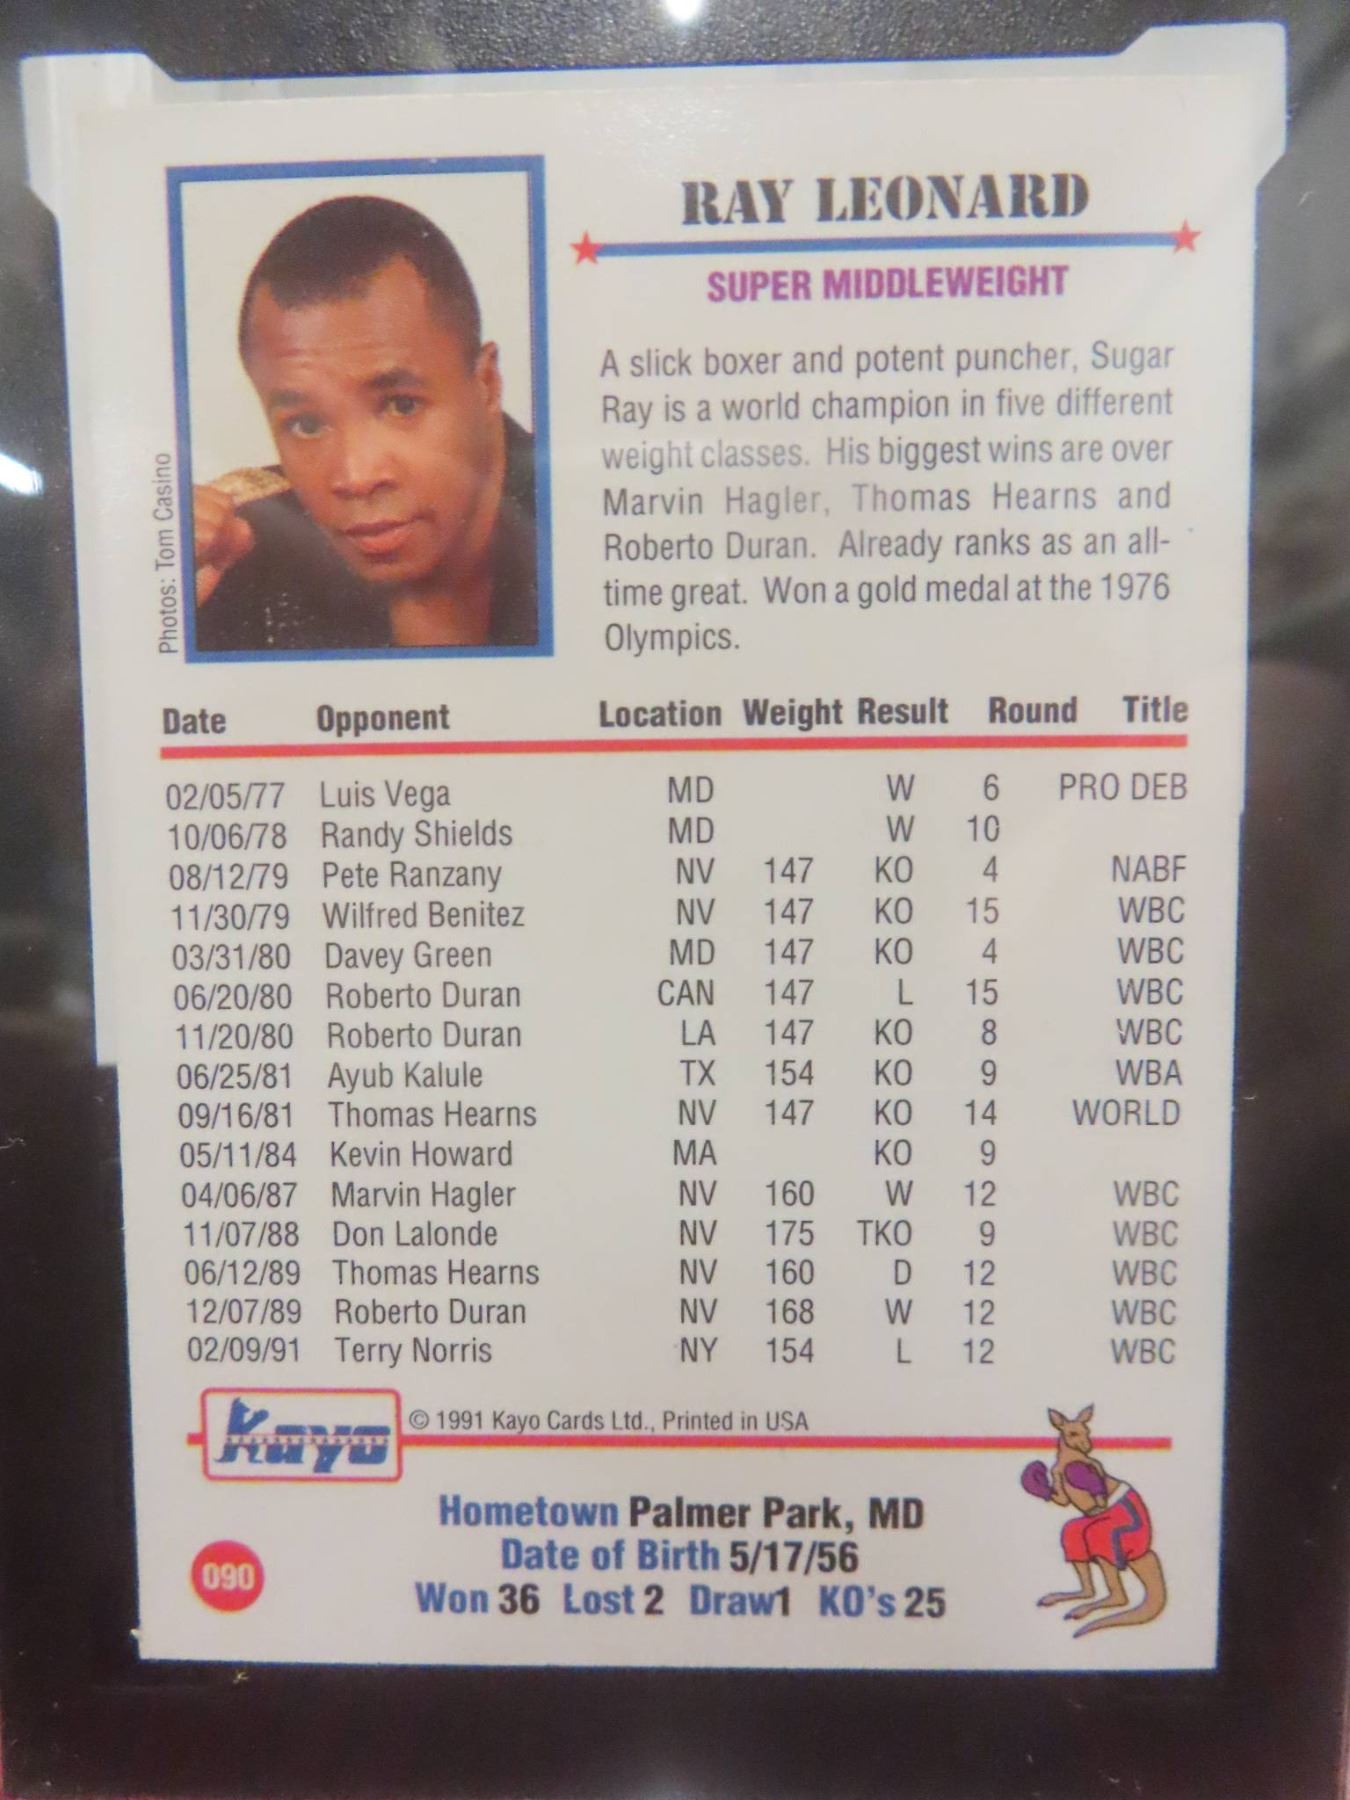 RAY LEONARD
SUPER MIDDLEWEIGHT
A slick boxer and potent puncher, Sugar
Ray is a world champion in five different
weight classes. His biggest wins are over
Marvin Hagler, Thomas Hearns and
Roberto Duran. Already ranks as an all-
time great. Won a gold medal at the 1976
Olympics.
Photos: Tom Casino
Date Opponent Location Weight Result Round Title
02/05/77 Luis Vega MD W 6 PRO DEB
10/06/78 Randy Shields MD W 10
08/12/79 Pete Ranzany NV 147 KO 4 NABF
11/30/79 Wilfred Benitez NV 147 KO 15 WBC
03/31/80 Davey Green MD 147 KO 4 WBC
06/20/80 Roberto Duran CAN 147 L 15 WBC
11/20/80 Roberto Duran LA 147 KO 8 WBC
06/25/81 Ayub Kalule TX 154 KO 9 WBA
09/16/81 Thomas Hearns NV 147 KO 14 WORLD
05/11/84 Kevin Howard MA KO 9
04/06/87 Marvin Hagler NV 160 W 12 WBC
11/07/88 Don Lalonde NV 175 TKO 9 WBC
06/12/89 Thomas Hearns NV 160 D 12 WBC
12/07/89 Roberto Duran NV 168 W 12 WBC
02/09/91 Terry Norris NY 154 L 12 WBC
Kayo © 1991 Kayo Cards Ltd., Printed in USA
Hometown Palmer Park, MD
Date of Birth 5/17/56
090
Won 36 Lost 2 Draw1 KO's 25